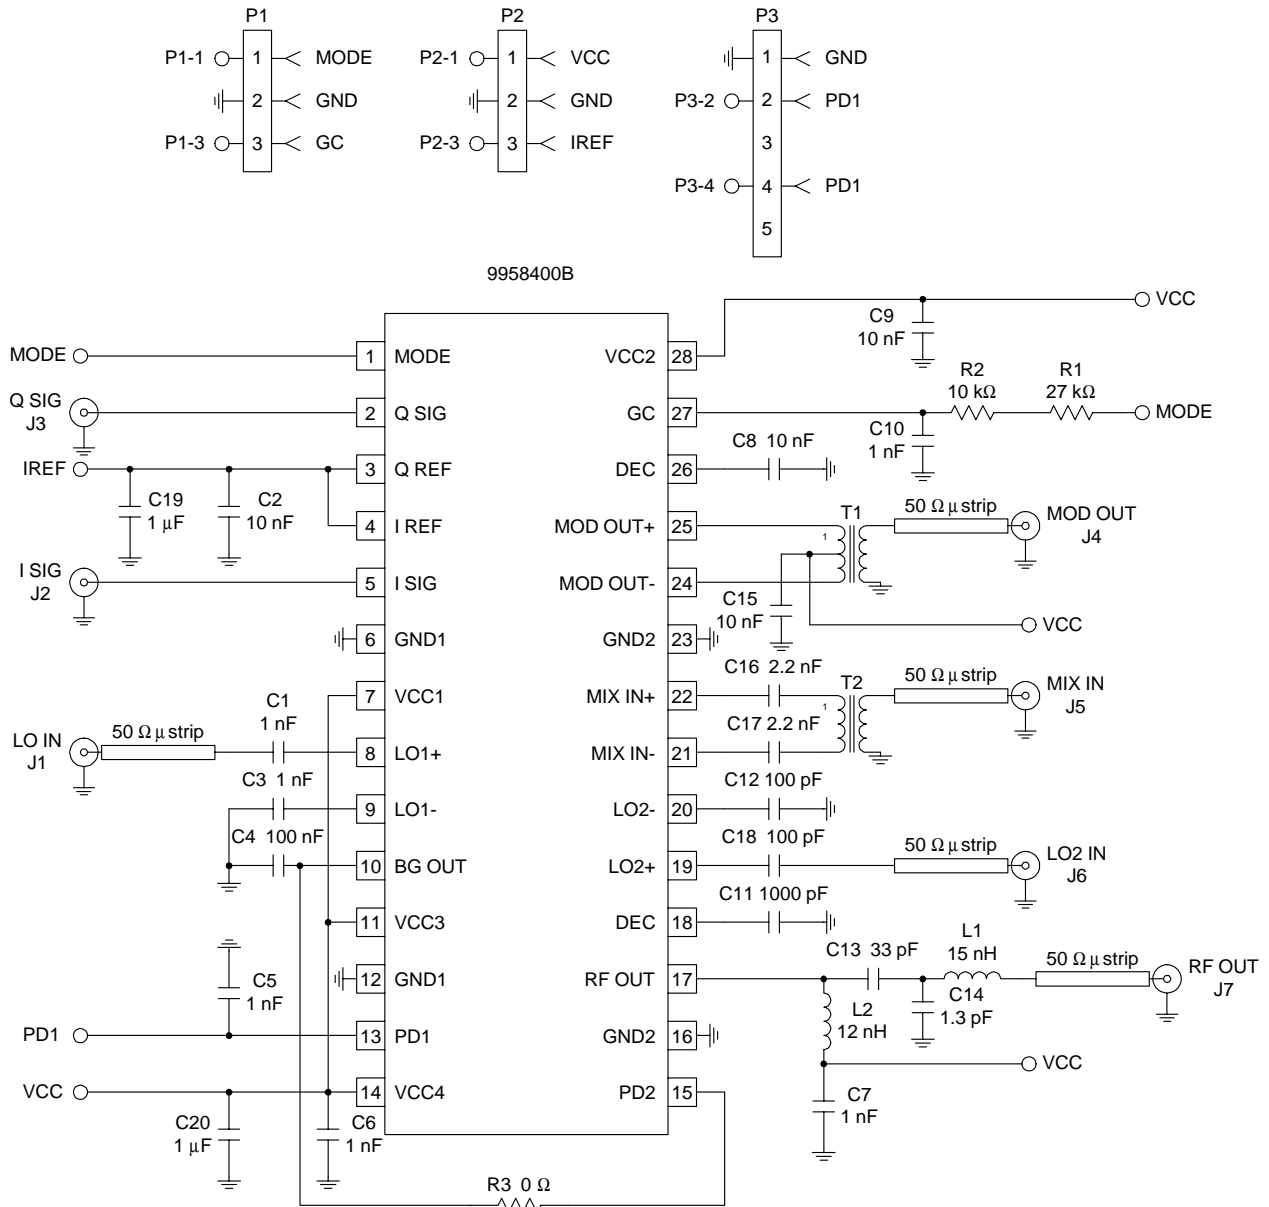 P1
P1-1 1 MODE
2 GND
P1-3 3 GC
P2
P2-1 1 VCC
2 GND
P2-3 3 IREF
P3
1 GND
P3-2 2 PD1
3
P3-4 4 PD1
5
9958400B
MODE
Q SIG
J3
IREF
C19
1 μF
C2
10 nF
I SIG
J2
LO IN
J1
50 Ω μ strip
C1
1 nF
C3 1 nF
C4 100 nF
C5
1 nF
PD1
VCC
C20
1 μF
C6
1 nF
R3 0 Ω
1 MODE
2 Q SIG
3 Q REF
4 I REF
5 I SIG
6 GND1
7 VCC1
8 LO1+
9 LO1-
10 BG OUT
11 VCC3
12 GND1
13 PD1
14 VCC4
VCC2 28
GC 27
DEC 26
MOD OUT+ 25
MOD OUT- 24
GND2 23
MIX IN+ 22
MIX IN- 21
LO2- 20
LO2+ 19
DEC 18
RF OUT 17
GND2 16
PD2 15
C9
10 nF
VCC
R2
10 kΩ
R1
27 kΩ
MODE
C10
1 nF
C8 10 nF
T1
1
50 Ω μ strip
MOD OUT
J4
C15
10 nF
VCC
C16 2.2 nF
T2
1
50 Ω μ strip
MIX IN
J5
C17 2.2 nF
C12 100 pF
C18 100 pF
50 Ω μ strip
LO2 IN
J6
C11 1000 pF
C13 33 pF
L1
15 nH
50 Ω μ strip
RF OUT
J7
C14
1.3 pF
L2
12 nH
VCC
C7
1 nF